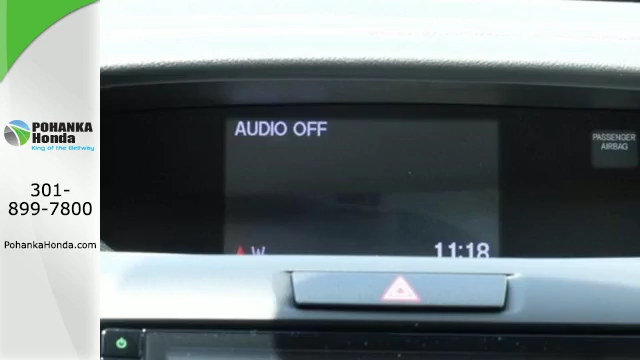 POHANKA
Honda
King of the Beltway
301-
899-7800
PohankaHonda.com
AUDIO OFF
PASSENGER
AIRBAG
W
11:18